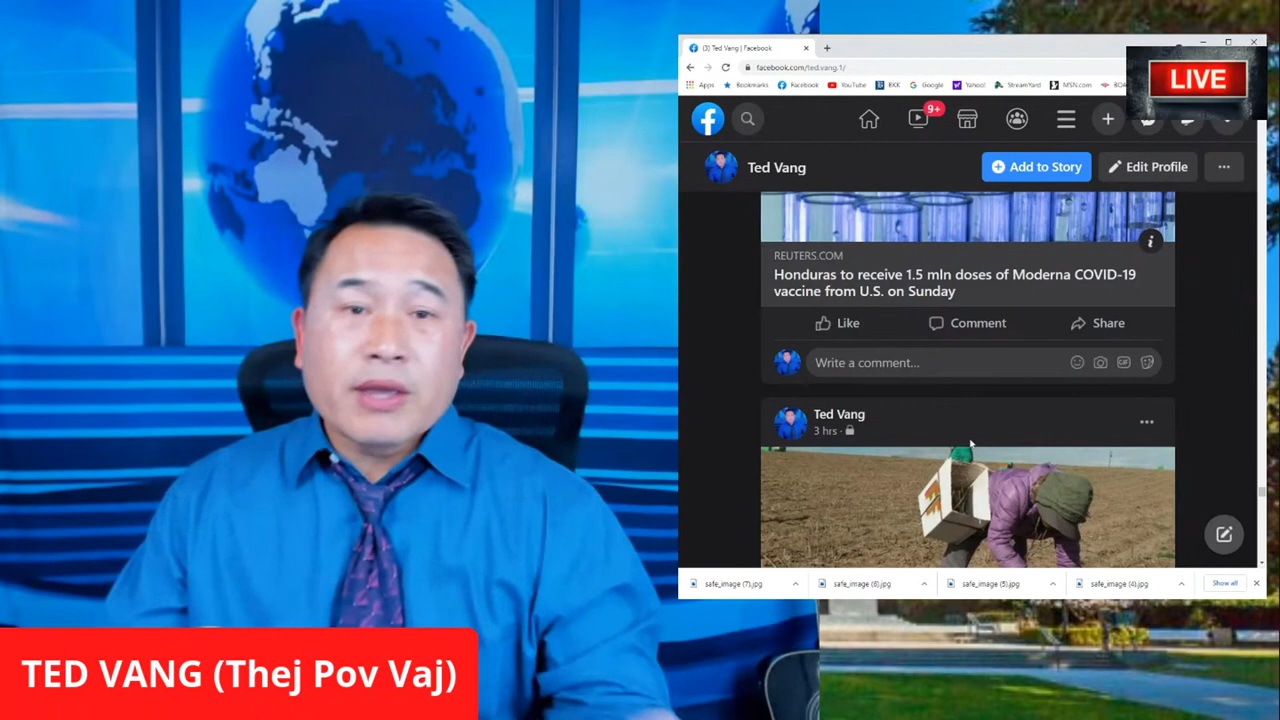 (3) Ted Vang | Facebook
facebook.com/ted.vang.1/
Apps
Bookmarks
Facebook
YouTube
BKK
Google
Yahoo!
StreamYard
MSN.com
LIVE
9+
Ted Vang
Add to Story
Edit Profile
REUTERS.COM
Honduras to receive 1.5 mln doses of Moderna COVID-19
vaccine from U.S. on Sunday
Like
Comment
Share
Write a comment...
GIF
Ted Vang
3 hrs ·
safe_image (7).jpg
safe_image (6).jpg
safe_image (5).jpg
safe_image (4).jpg
Show all
TED VANG (Thej Pov Vaj)